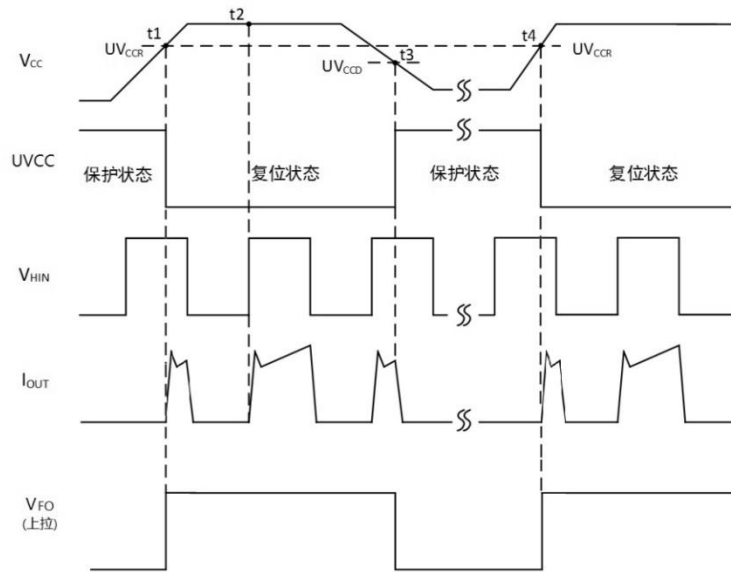 t1
t2
t4
UVCCR
UVCCR
VCC
t3
UVCCD
UVCC
保护状态
复位状态
保护状态
复位状态
VHIN
IOUT
VFO
(上拉)